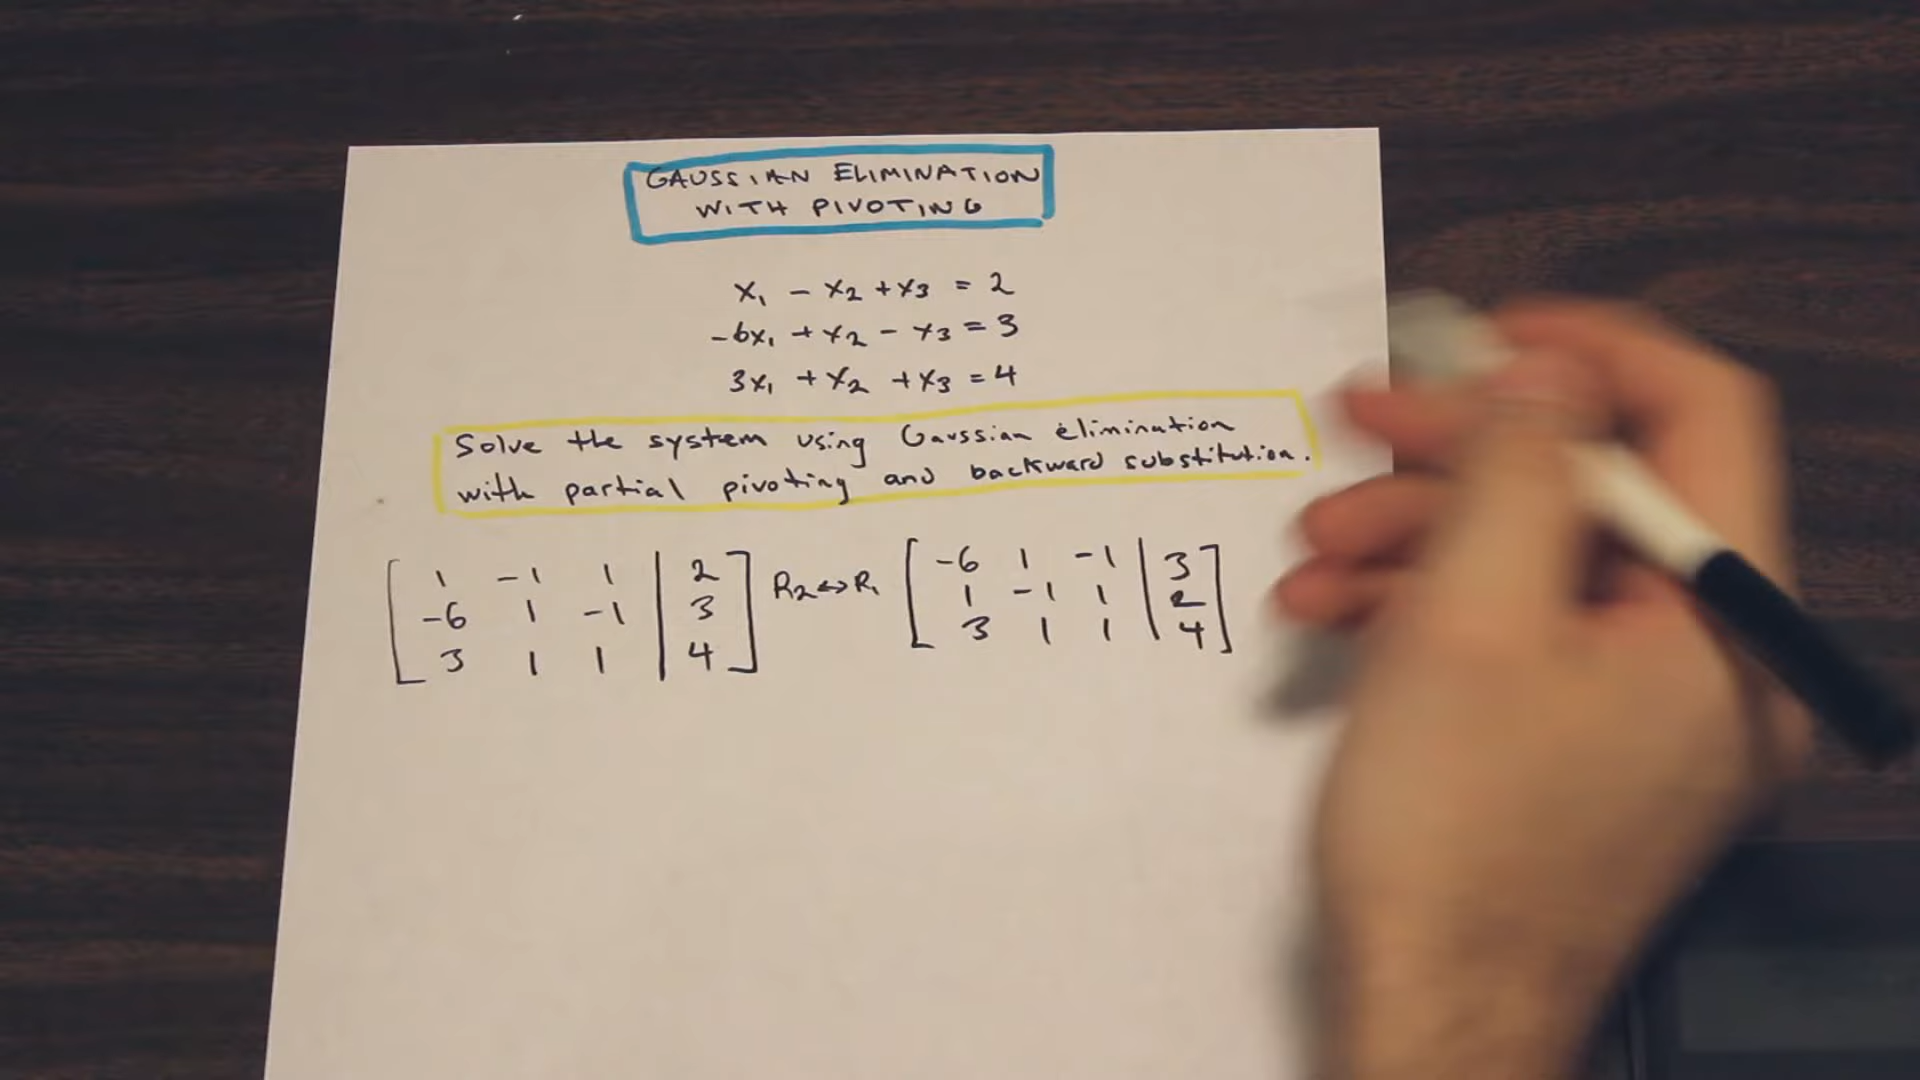 GAUSSIAN ELIMINATION
WITH PIVOTING
x₁ - x₂ + x₃ = 2
-6x₁ + x₂ - x₃ = 3
3x₁ + x₂ + x₃ = 4
Solve the system using Gaussian elimination
with partial pivoting and backward substitution.
[ 1 -1 1 | 2 ]
[ -6 1 -1 | 3 ]
[ 3 1 1 | 4 ]
R₂↔R₁
[ -6 1 -1 | 3 ]
[ 1 -1 1 | 2 ]
[ 3 1 1 | 4 ]